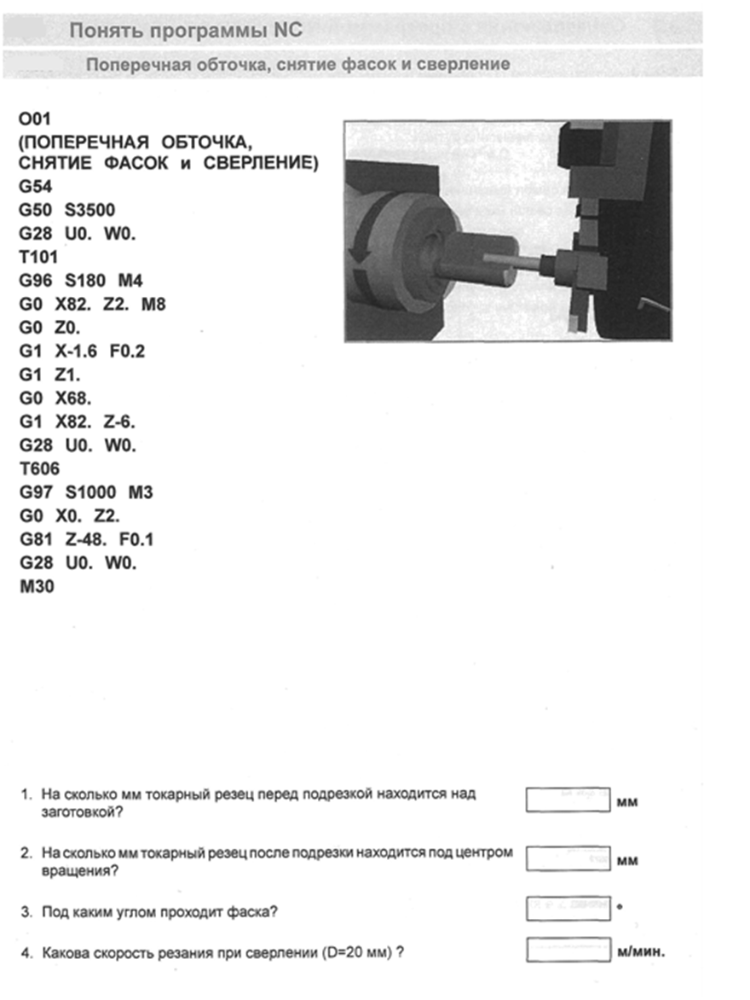 Понять программы NC
Поперечная обточка, снятие фасок и сверление
O01
(ПОПЕРЕЧНАЯ ОБТОЧКА,
СНЯТИЕ ФАСОК и СВЕРЛЕНИЕ)
G54
G50 S3500
G28 U0. W0.
T101
G96 S180 M4
G0 X82. Z2. M8
G0 Z0.
G1 X-1.6 F0.2
G1 Z1.
G0 X68.
G1 X82. Z-6.
G28 U0. W0.
T606
G97 S1000 M3
G0 X0. Z2.
G81 Z-48. F0.1
G28 U0. W0.
M30
1. На сколько мм токарный резец перед подрезкой находится над
заготовкой?
мм
2. На сколько мм токарный резец после подрезки находится под центром
вращения?
мм
3. Под каким углом проходит фаска?
°
4. Какова скорость резания при сверлении (D=20 мм) ?
м/мин.